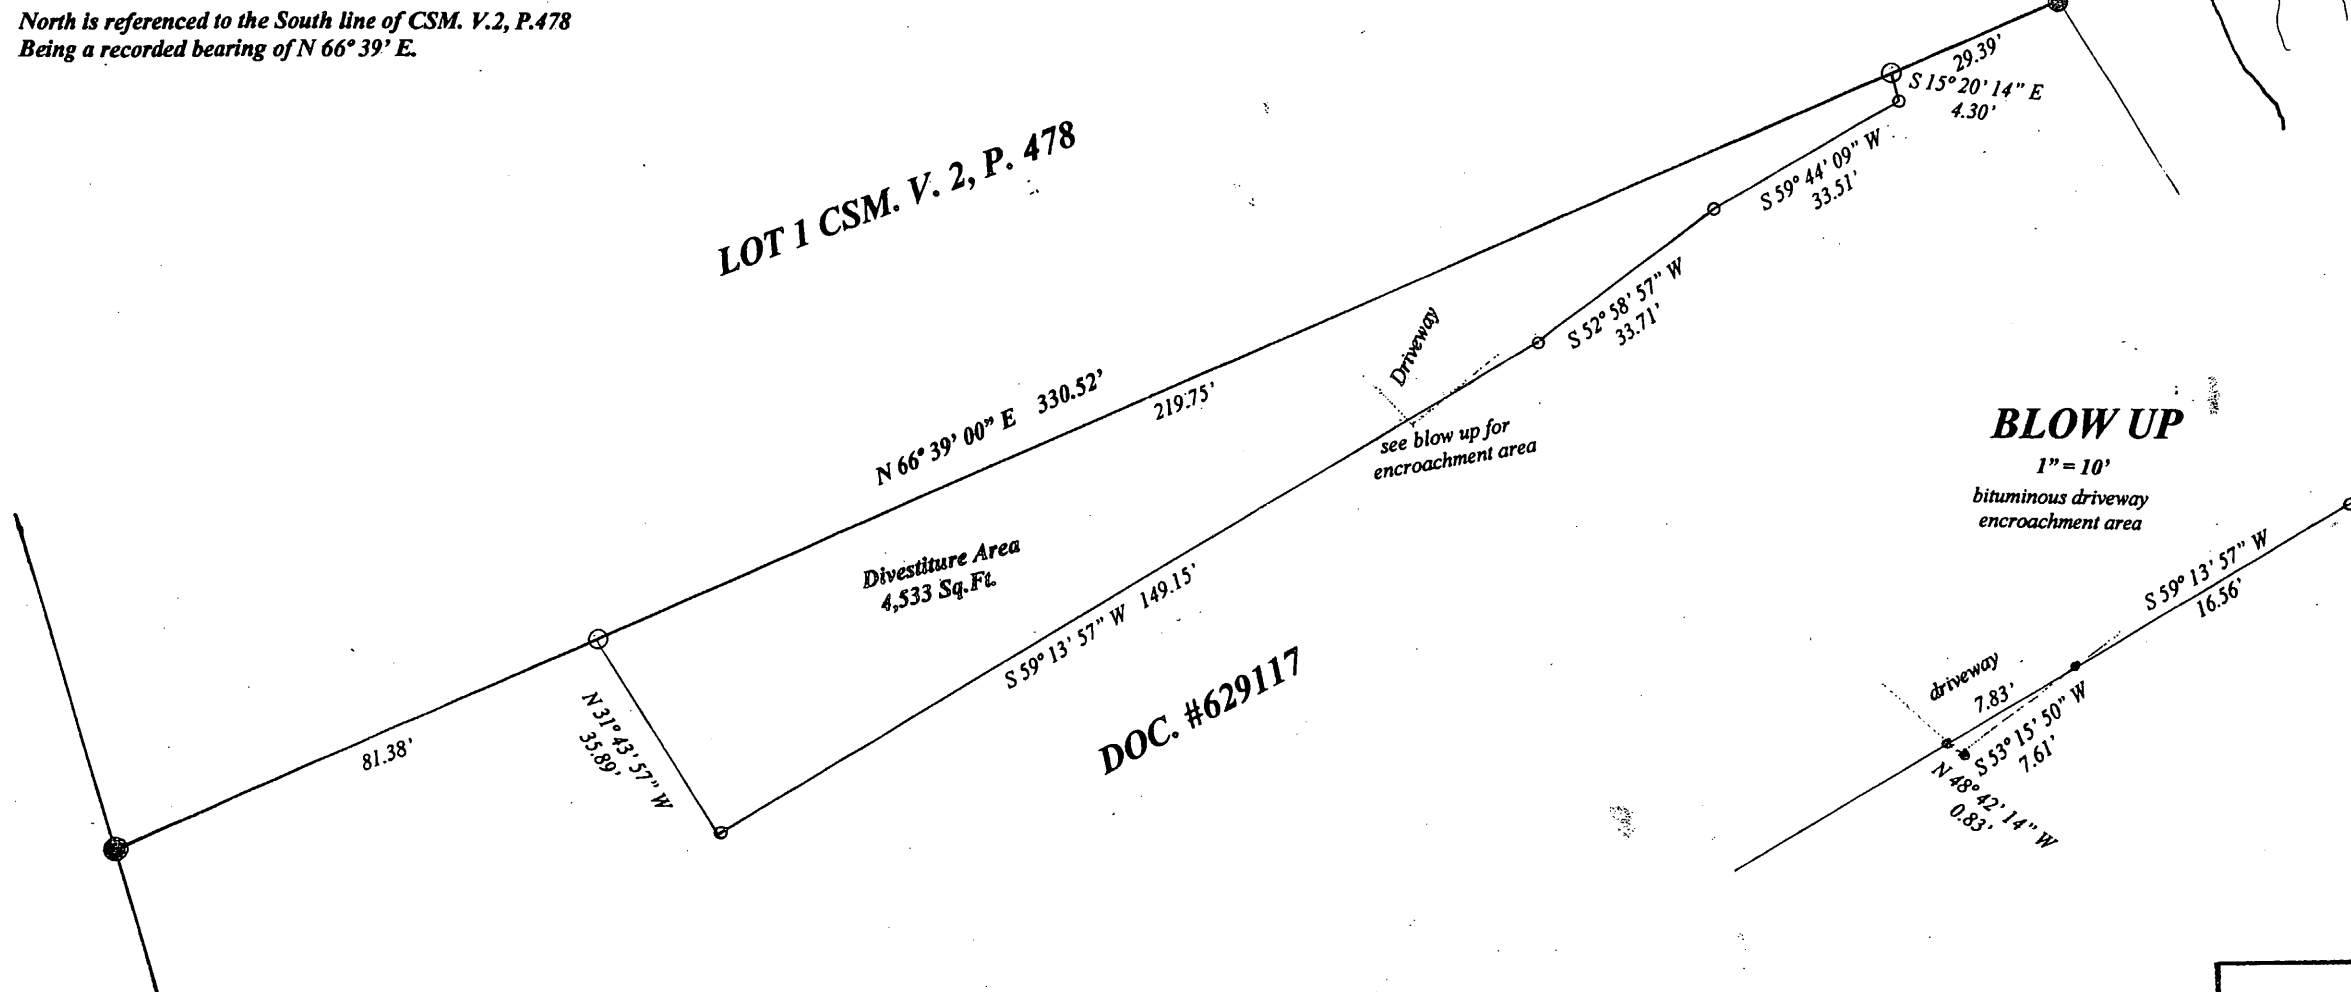 North is referenced to the South line of CSM. V.2, P.478
Being a recorded bearing of N 66° 39' E.
29.39'
S 15° 20' 14" E
4.30'
LOT 1 CSM. V. 2, P. 478
S 59° 44' 09" W
33.51'
S 52° 58' 57" W
33.71'
Driveway
N 66° 39' 00" E 330.52'
219.75'
see blow up for
encroachment area
BLOW UP
1" = 10'
bituminous driveway
encroachment area
Divestiture Area
4,533 Sq.Ft.
S 59° 13' 57" W 149.15'
S 59° 13' 57" W
16.56'
DOC. #629117
driveway
7.83'
S 53° 15' 50" W
7.61'
N 48° 42' 14" W
0.83'
N 31° 43' 57" W
35.89'
81.38'